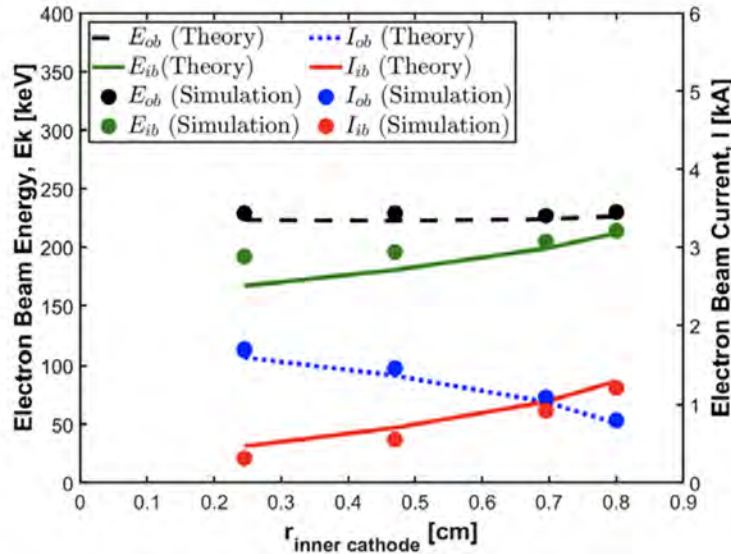 400
350
300
250
200
150
100
50
0
Electron Beam Energy, Ek [keV]
E_ob (Theory)
E_ib(Theory)
E_ob (Simulation)
E_ib (Simulation)
I_ob (Theory)
I_ib (Theory)
I_ob (Simulation)
I_ib (Simulation)
6
5
4
3
2
1
0
Electron Beam Current, I [kA]
0 0.1 0.2 0.3 0.4 0.5 0.6 0.7 0.8 0.9
r_inner cathode [cm]